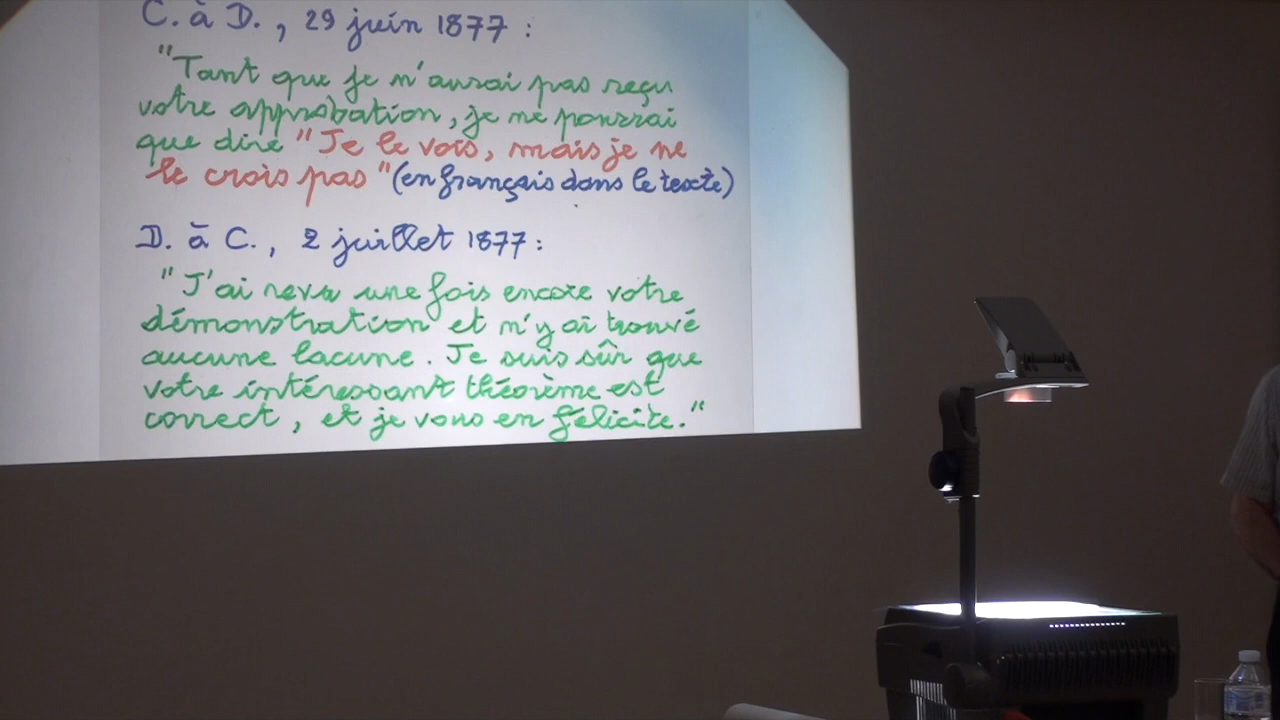 C. à D., 29 juin 1877 :
"Tant que je n'aurai pas reçu
votre approbation, je ne pourrai
que dire "Je le vois, mais je ne
le crois pas" (en français dans le texte)
D. à C., 2 juillet 1877 :
"J'ai revu une fois encore votre
démonstration et n'y ai trouvé
aucune lacune. Je suis sûr que
votre intéressant théorème est
correct, et je vous en félicite."